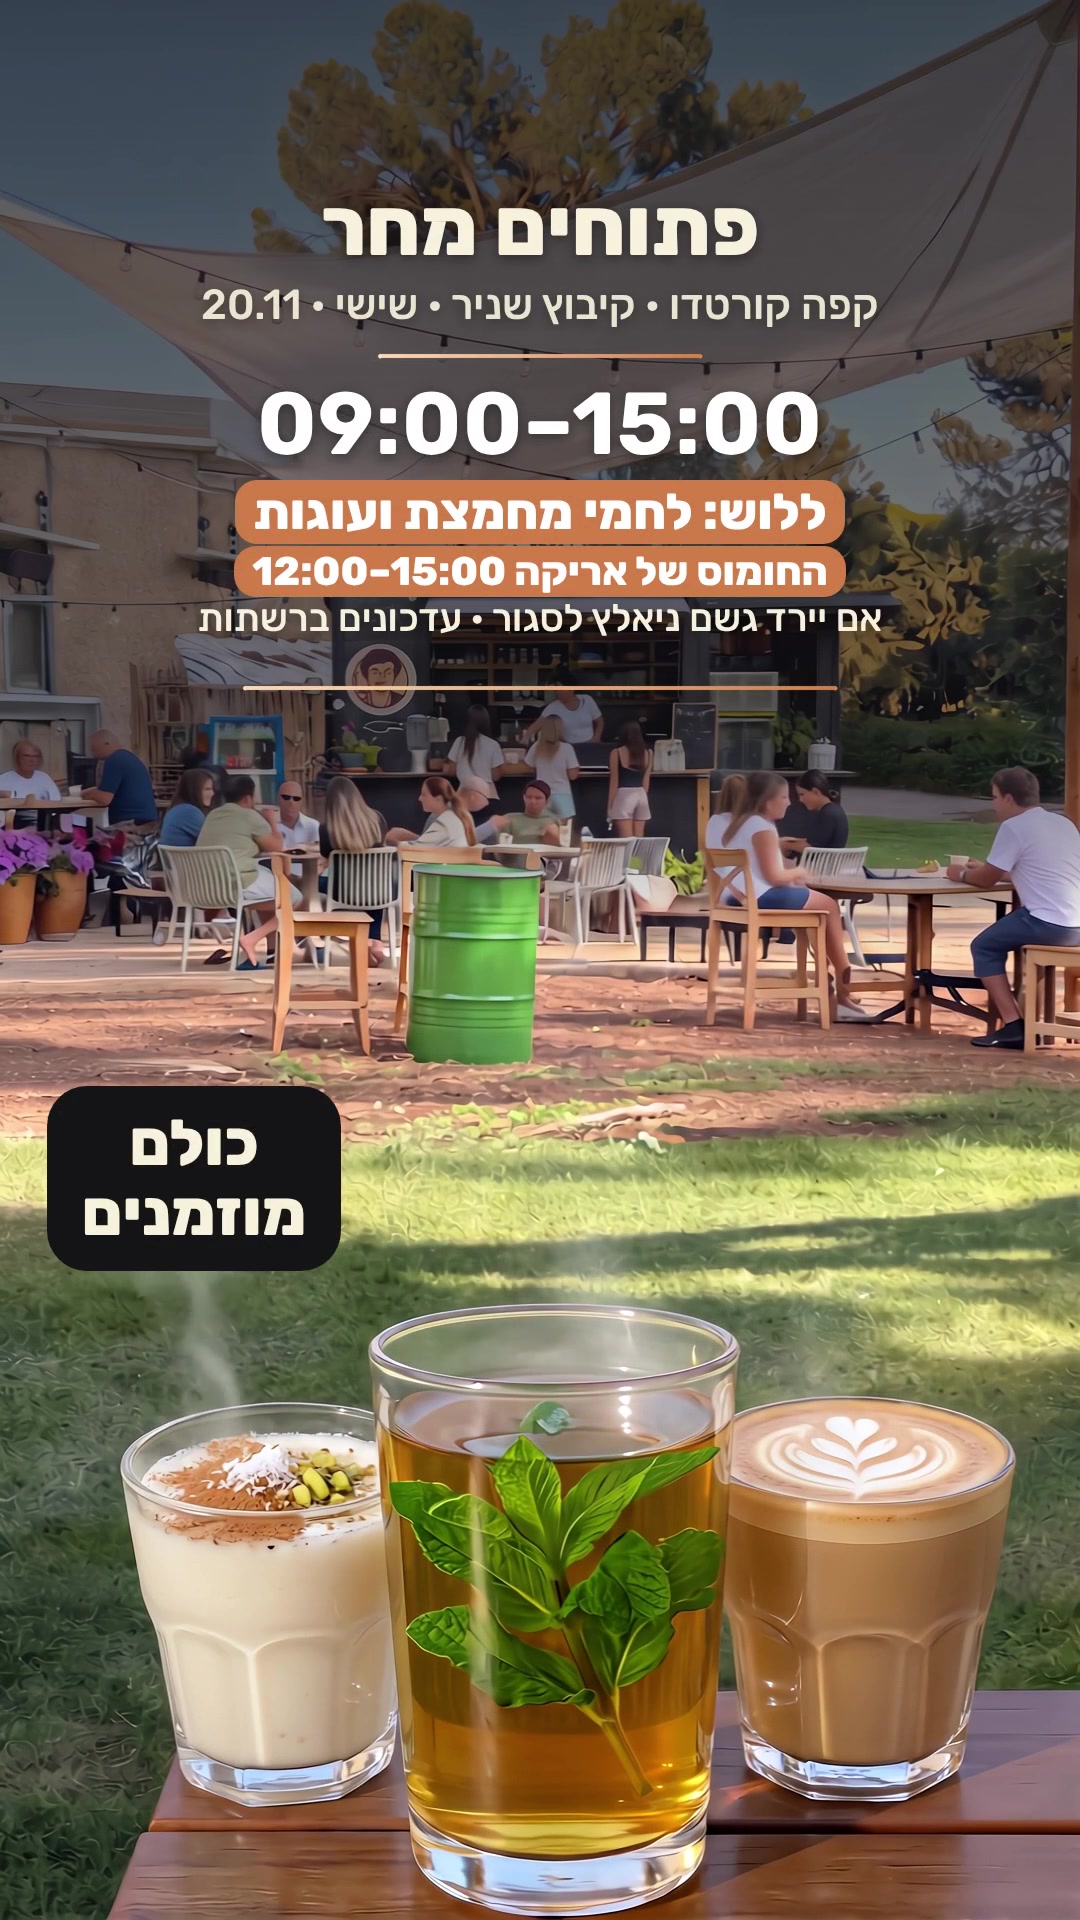 פתוחים מחר
קפה קורטדו • קיבוץ שניר • שישי • 20.11
09:00–15:00
ללוש: לחמי מחמצת ועוגות
החומוס של אריקה 12:00–15:00
אם יירד גשם ניאלץ לסגור • עדכונים ברשתות
כולם
מוזמנים